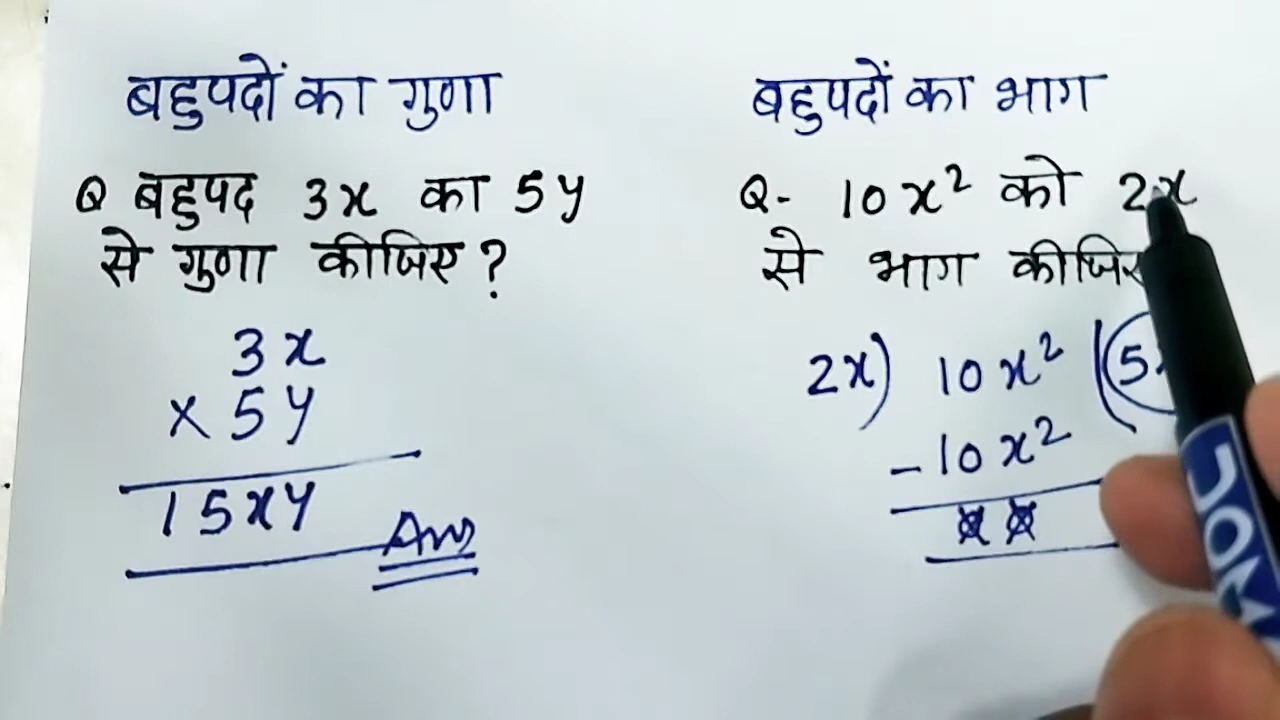 बहुपदों का गुणा
Q बहुपद 3x का 5y
से गुणा कीजिए ?
3x
× 5y
15xy
Ans
बहुपदों का भाग
Q- 10x² को 2x
से भाग
2x) 10x² (5
- 10x²